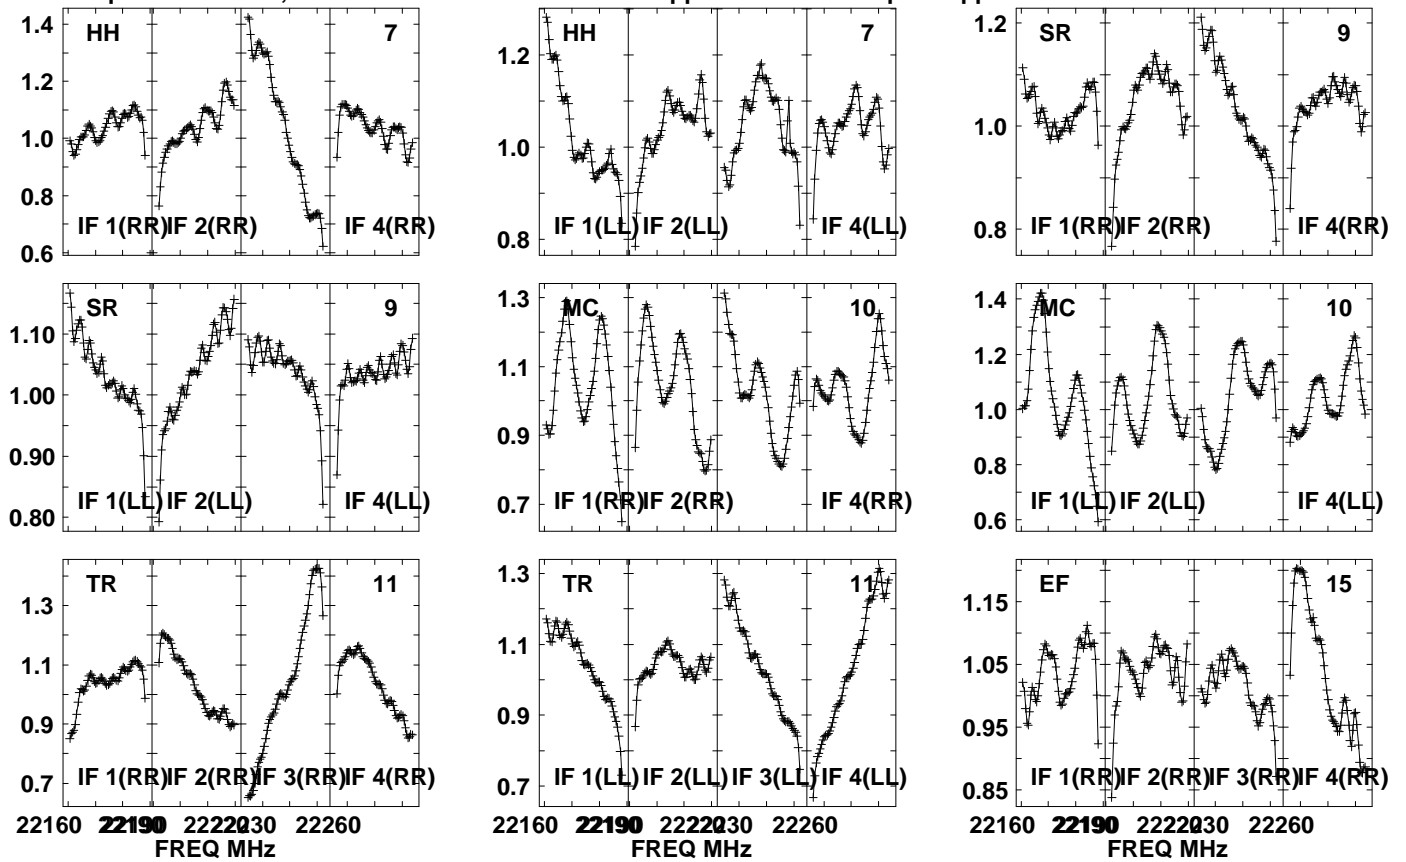 HH 7
1.4
1.2
1.0
0.8
0.6
IF 1(RR) IF 2(RR) IF 4(RR)
HH 7
1.2
1.0
0.8
IF 1(LL) IF 2(LL) IF 4(LL)
SR 9
1.2
1.0
0.8
IF 1(RR) IF 2(RR) IF 4(RR)
SR 9
1.10
1.00
0.90
0.80
IF 1(LL) IF 2(LL) IF 4(LL)
MC 10
1.3
1.1
0.9
0.7
IF 1(RR) IF 2(RR) IF 4(RR)
MC 10
1.4
1.2
1.0
0.8
0.6
IF 1(LL) IF 2(LL) IF 4(LL)
TR 11
1.3
1.1
0.9
0.7
IF 1(RR) IF 2(RR) IF 3(RR) IF 4(RR)
22160 22190 22220 22230 22260
FREQ MHz
TR 11
1.3
1.1
0.9
0.7
IF 1(LL) IF 2(LL) IF 3(LL) IF 4(LL)
22160 22190 22220 22230 22260
FREQ MHz
EF 15
1.15
1.05
0.95
0.85
IF 1(RR) IF 2(RR) IF 3(RR) IF 4(RR)
22160 22190 22220 22230 22260
FREQ MHz